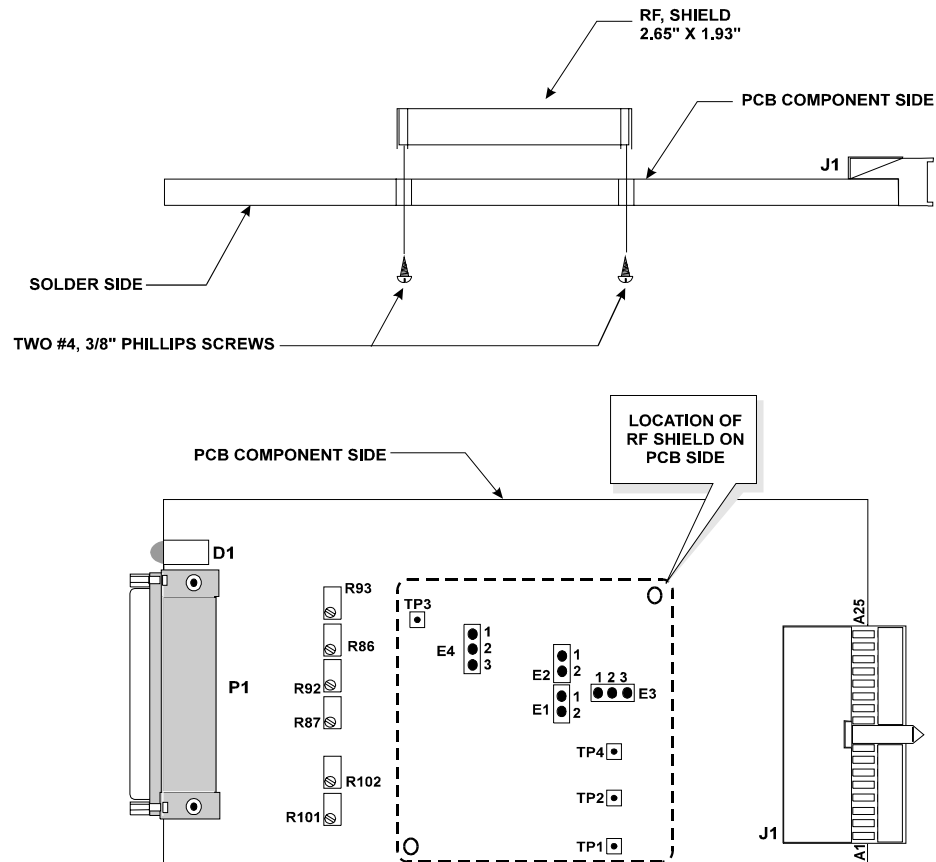 RF, SHIELD
2.65" X 1.93"
PCB COMPONENT SIDE
J1
SOLDER SIDE
TWO #4, 3/8" PHILLIPS SCREWS
LOCATION OF
RF SHIELD ON
PCB SIDE
PCB COMPONENT SIDE
D1
R93
TP3
A25
1
E4
2
3
R86
1
E2
2
1 2 3
E3
P1
R92
1
E1
2
R87
TP4
R102
TP2
R101
TP1
J1
A1